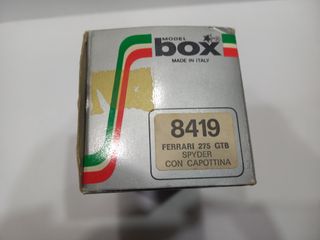 MODEL
box
MADE IN ITALY
8419
FERRARI 275 GTB
SPYDER
CON CAPOTTINA